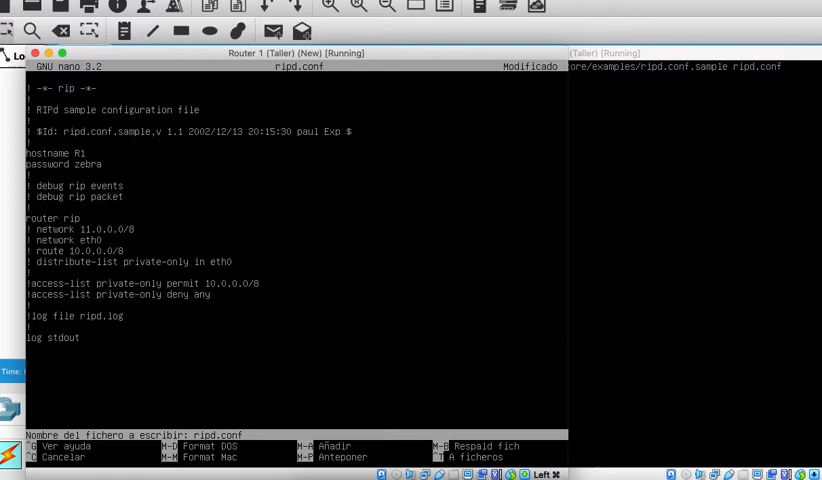 Router 1 (Taller) (New) [Running]
(Taller) [Running]
GNU nano 3.2 ripd.conf Modificado
ore/examples/ripd.conf.sample ripd.conf
! -*- rip -*-
!
! RIPd sample configuration file
!
! $Id: ripd.conf.sample,v 1.1 2002/12/13 20:15:30 paul Exp $
!
hostname R1
password zebra
!
! debug rip events
! debug rip packet
!
router rip
! network 11.0.0.0/8
! network eth0
! route 10.0.0.0/8
! distribute-list private-only in eth0
!
!access-list private-only permit 10.0.0.0/8
!access-list private-only deny any
!
!log file ripd.log
!
log stdout
Time:
Nombre del fichero a escribir: ripd.conf
^G Ver ayuda M-D Format DOS M-A Añadir M-B Respald fich
^C Cancelar M-M Format Mac M-P Anteponer ^T A ficheros
Left ⌘